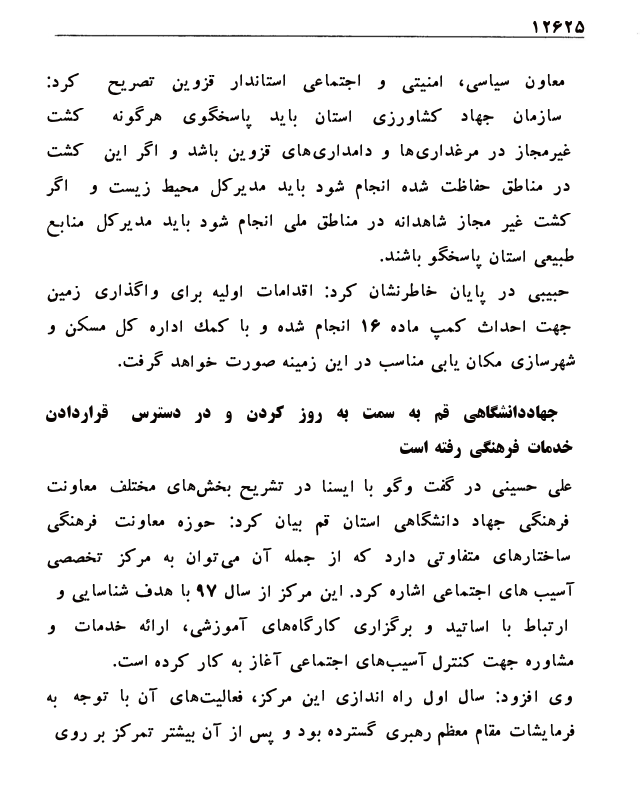 ۱۲۶۲۵
معاون سیاسی، امنیتی و اجتماعی استاندار قزوین تصریح کرد:
سازمان جهاد کشاورزی استان باید پاسخگوی هرگونه کشت
غیرمجاز در مرغداری‌ها و دامداری‌های قزوین باشد و اگر این کشت
در مناطق حفاظت شده انجام شود باید مدیرکل محیط زیست و اگر
کشت غیر مجاز شاهدانه در مناطق ملی انجام شود باید مدیرکل منابع
طبیعی استان پاسخگو باشند.
حبیبی در پایان خاطرنشان کرد: اقدامات اولیه برای واگذاری زمین
جهت احداث کمپ ماده ۱۶ انجام شده و با کمک اداره کل مسکن و
شهرسازی مکان یابی مناسب در این زمینه صورت خواهد گرفت.
جهاددانشگاهی قم به سمت به روز کردن و در دسترس قراردادن
خدمات فرهنگی رفته است
علی حسینی در گفت وگو با ایسنا در تشریح بخش‌های مختلف معاونت
فرهنگی جهاد دانشگاهی استان قم بیان کرد: حوزه معاونت فرهنگی
ساختارهای متفاوتی دارد که از جمله آن می‌توان به مرکز تخصصی
آسیب های اجتماعی اشاره کرد. این مرکز از سال ۹۷ با هدف شناسایی و
ارتباط با اساتید و برگزاری کارگاه‌های آموزشی، ارائه خدمات و
مشاوره جهت کنترل آسیب‌های اجتماعی آغاز به کار کرده است.
وی افزود: سال اول راه اندازی این مرکز، فعالیت‌های آن با توجه به
فرمایشات مقام معظم رهبری گسترده بود و پس از آن بیشتر تمرکز بر روی